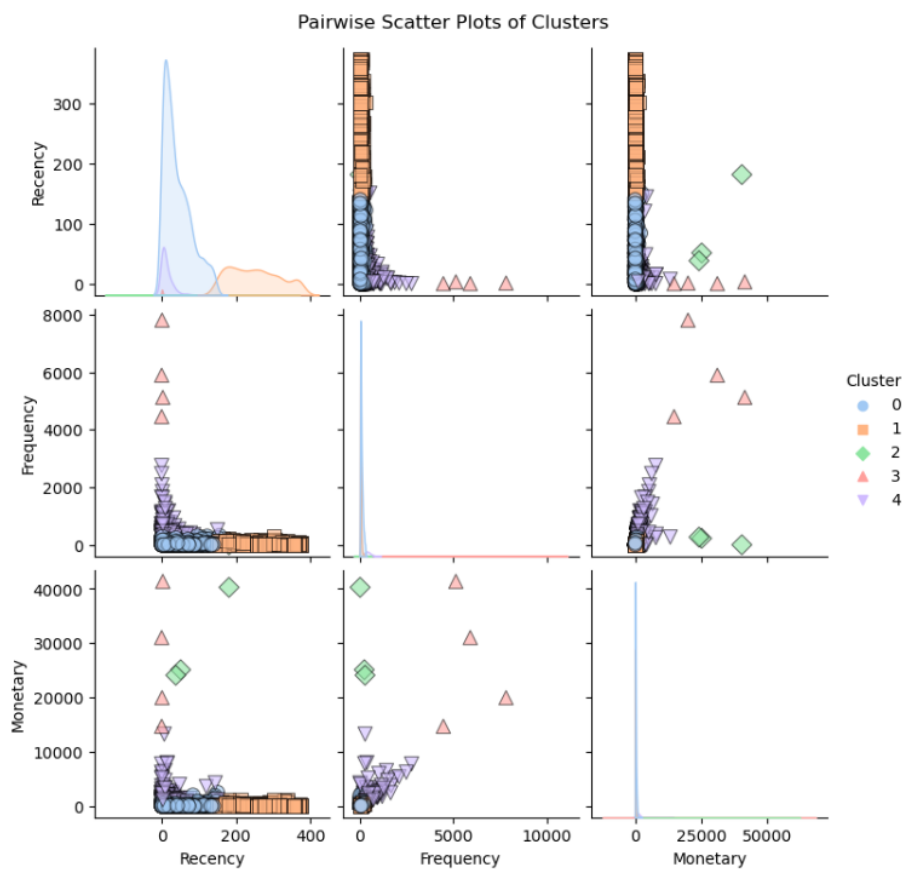 Pairwise Scatter Plots of Clusters
Recency
300
200
100
0
Frequency
8000
6000
4000
2000
0
Monetary
40000
30000
20000
10000
0
0 200 400
Recency
0 5000 10000
Frequency
0 25000 50000
Monetary
Cluster
0
1
2
3
4